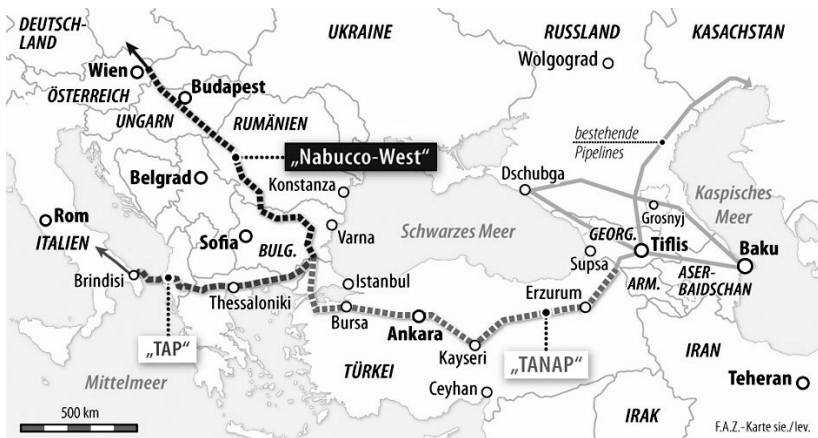 DEUTSCH-
LAND
UKRAINE
RUSSLAND
KASACHSTAN
Wolgograd
Wien
ÖSTERREICH
Budapest
UNGARN
RUMÄNIEN
„Nabucco-West“
bestehende
Pipelines
Belgrad
Konstanza
Dschubga
Grosnyj
Kaspisches
Meer
Rom
ITALIEN
Sofia
BULG.
Varna
Schwarzes Meer
GEORG.
Tiflis
Supsa
Baku
Brindisi
Thessaloniki
Istanbul
Bursa
Ankara
Erzurum
ARM.
ASER-
BAIDSCHAN
„TAP“
Kayseri
„TANAP“
TÜRKEI
IRAN
Mittelmeer
Ceyhan
Teheran
500 km
IRAK
F.A.Z.-Karte sie./lev.